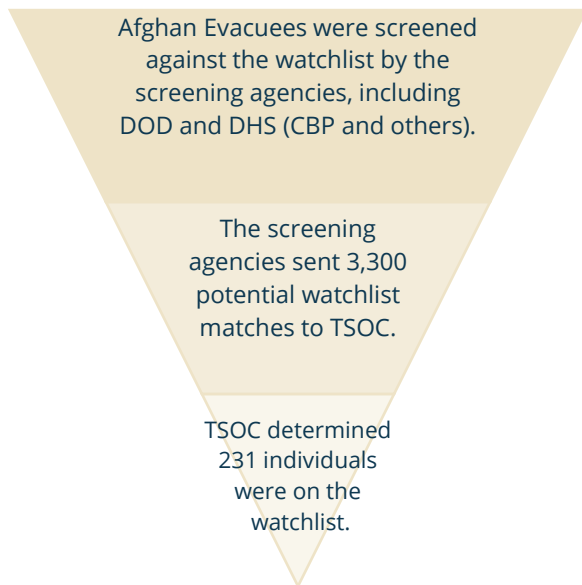 Afghan Evacuees were screened
against the watchlist by the
screening agencies, including
DOD and DHS (CBP and others).
The screening
agencies sent 3,300
potential watchlist
matches to TSOC.
TSOC determined
231 individuals
were on the
watchlist.